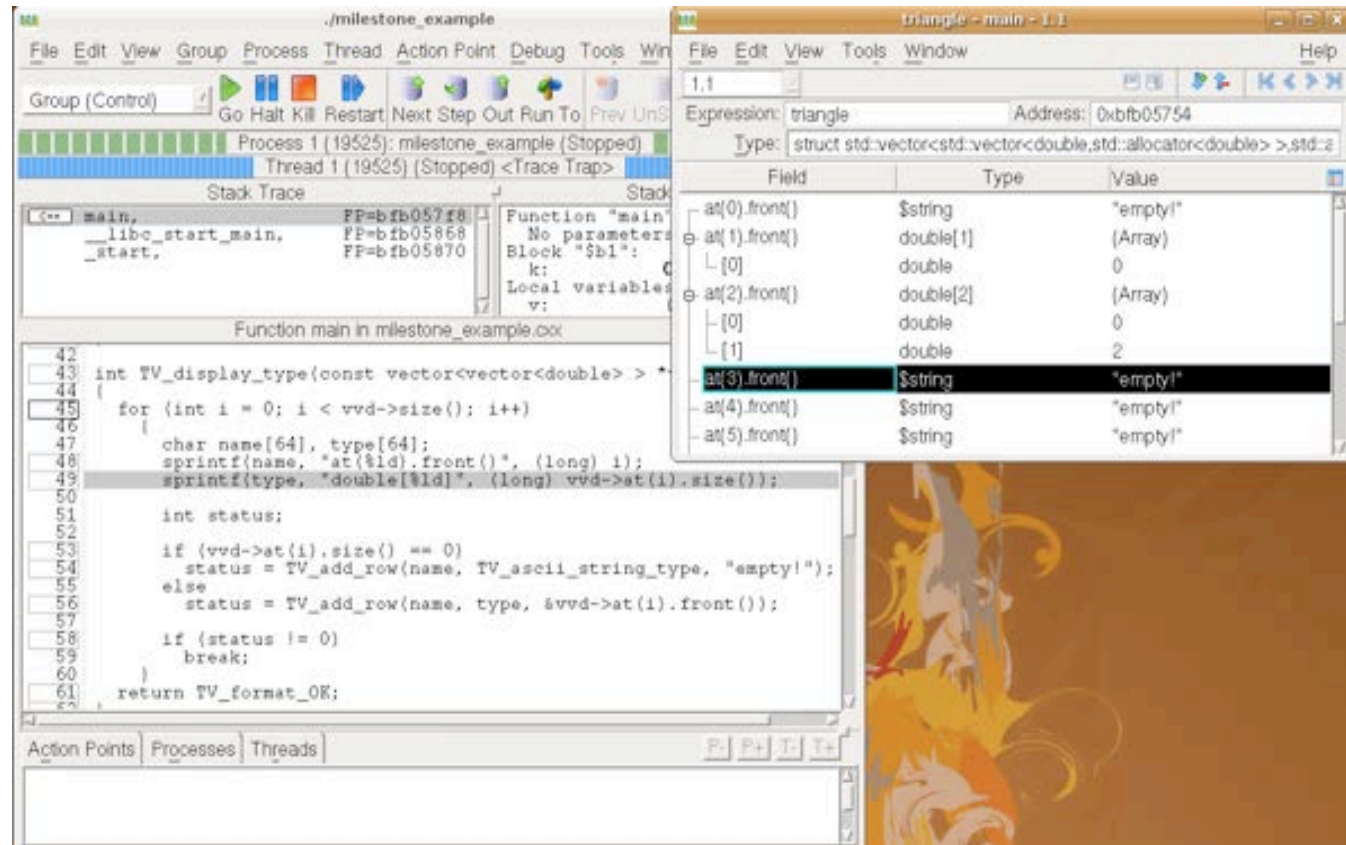 ./milestone_example
File Edit View Group Process Thread Action Point Debug Tools Win
Group (Control)
Go Halt Kill Restart Next Step Out Run To Prev UnS
Process 1 (19525): milestone_example (Stopped)
Thread 1 (19525) (Stopped) <Trace Trap>
Stack Trace
C++ main, FP=bfb057f8
__libc_start_main, FP=bfb05868
_start, FP=bfb05870
Stack
Function "main"
No parameters
Block "$b1":
k:
Local variables
v:
Function main in milestone_example.cxx
42
43 int TV_display_type(const vector<vector<double> > *
44 {
45 for (int i = 0; i < vvd->size(); i++)
46 {
47 char name[64], type[64];
48 sprintf(name, "at(%ld).front()", (long) i);
49 sprintf(type, "double[%ld]", (long) vvd->at(i).size());
50
51 int status;
52
53 if (vvd->at(i).size() == 0)
54 status = TV_add_row(name, TV_ascii_string_type, "empty!");
55 else
56 status = TV_add_row(name, type, &vvd->at(i).front());
57
58 if (status != 0)
59 break;
60 }
61 return TV_format_OK;
Action Points Processes Threads P- P+ T- T+
triangle - main - 1.1
File Edit View Tools Window Help
1.1
Expression: triangle Address: 0xbfb05754
Type: struct std::vector<std::vector<double,std::allocator<double> >,std::a
Field Type Value
at(0).front() $string "empty!"
at(1).front() double[1] (Array)
[0] double 0
at(2).front() double[2] (Array)
[0] double 0
[1] double 2
at(3).front() $string "empty!"
at(4).front() $string "empty!"
at(5).front() $string "empty!"